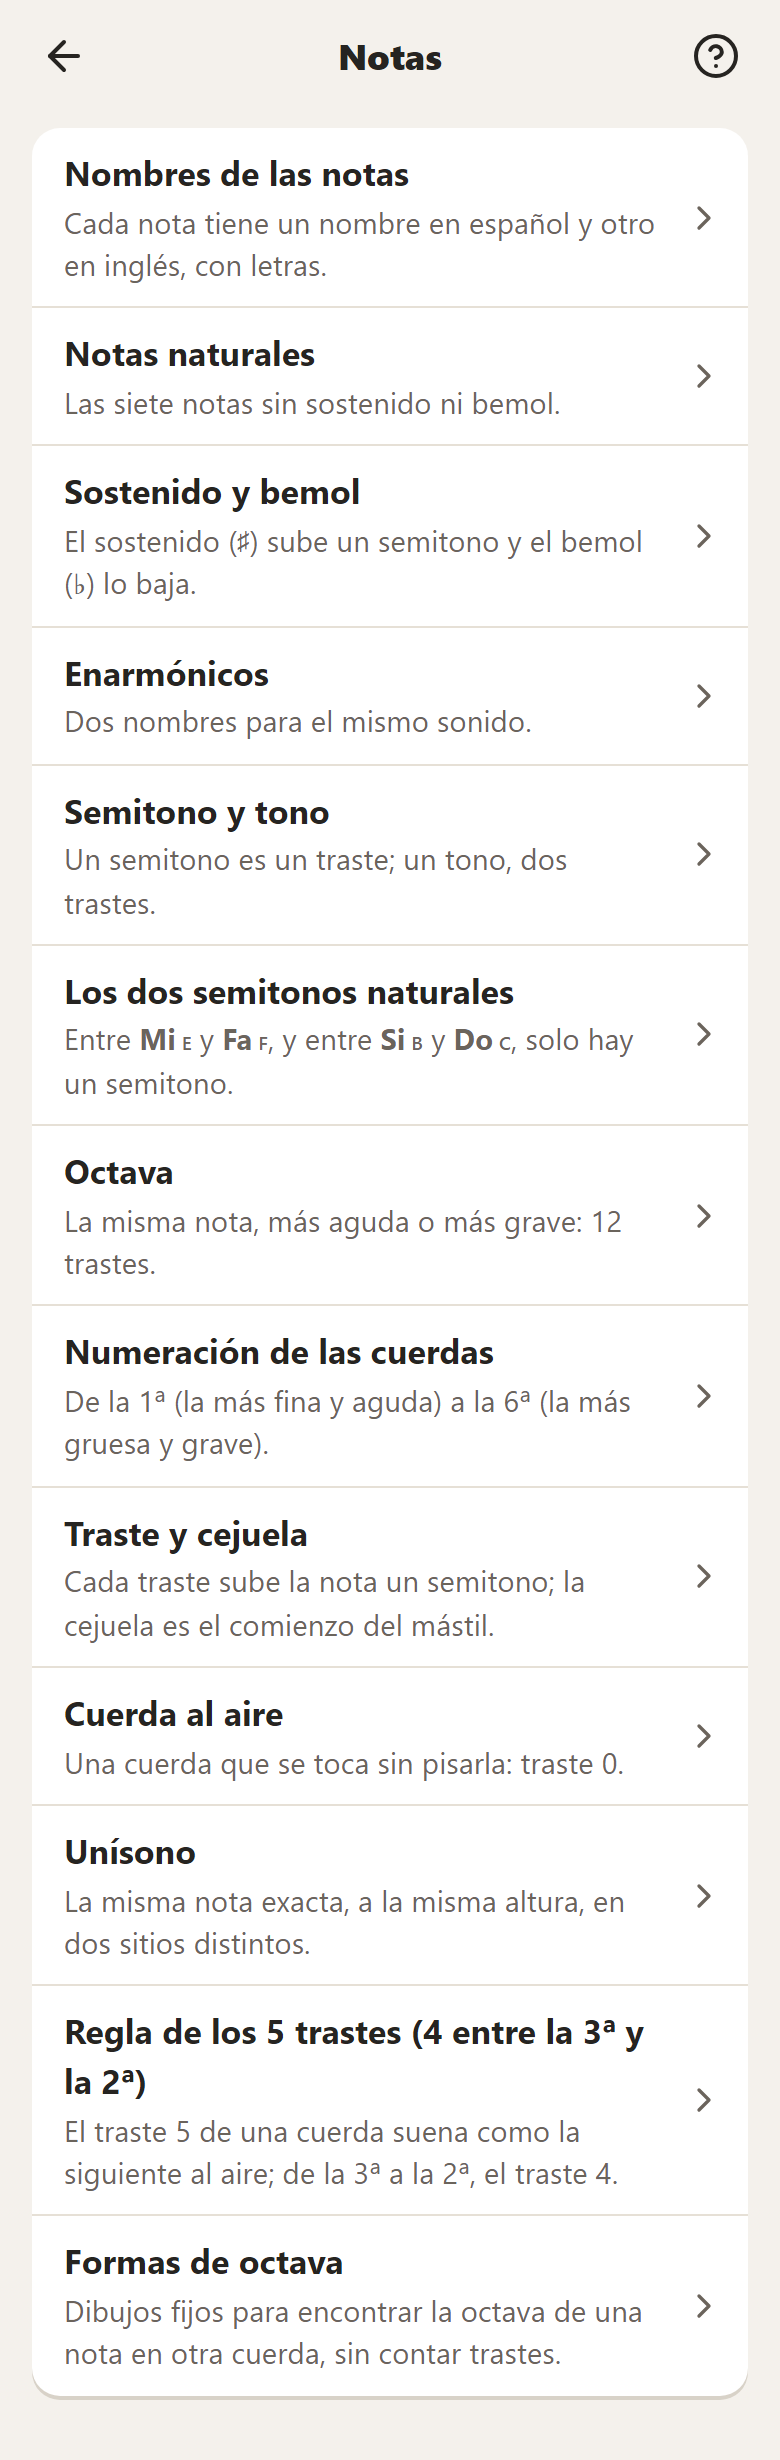 Notas
Nombres de las notas
Cada nota tiene un nombre en español y otro
en inglés, con letras.
Notas naturales
Las siete notas sin sostenido ni bemol.
Sostenido y bemol
El sostenido (♯) sube un semitono y el bemol
(♭) lo baja.
Enarmónicos
Dos nombres para el mismo sonido.
Semitono y tono
Un semitono es un traste; un tono, dos
trastes.
Los dos semitonos naturales
Entre Mi E y Fa F, y entre Si B y Do C, solo hay
un semitono.
Octava
La misma nota, más aguda o más grave: 12
trastes.
Numeración de las cuerdas
De la 1ª (la más fina y aguda) a la 6ª (la más
gruesa y grave).
Traste y cejuela
Cada traste sube la nota un semitono; la
cejuela es el comienzo del mástil.
Cuerda al aire
Una cuerda que se toca sin pisarla: traste 0.
Unísono
La misma nota exacta, a la misma altura, en
dos sitios distintos.
Regla de los 5 trastes (4 entre la 3ª y
la 2ª)
El traste 5 de una cuerda suena como la
siguiente al aire; de la 3ª a la 2ª, el traste 4.
Formas de octava
Dibujos fijos para encontrar la octava de una
nota en otra cuerda, sin contar trastes.